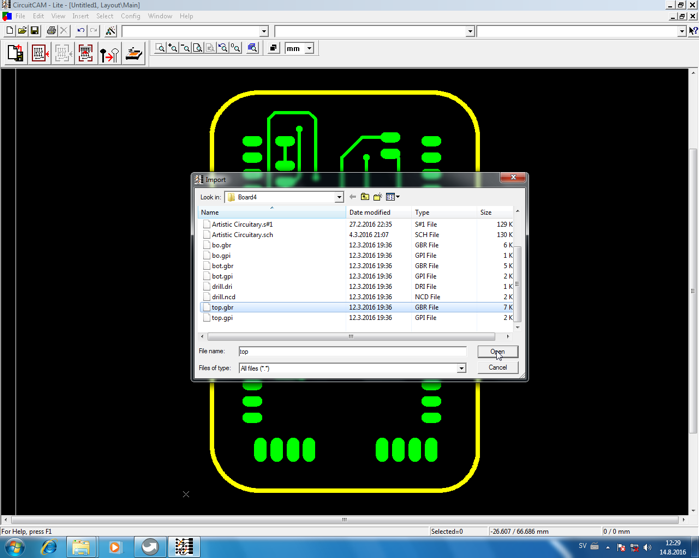 CircuitCAM - Lite - [Untitled1, Layout\Main]
File Edit View Insert Select Config Window Help
mm
Import
Look in: Board4
Name Date modified Type Size
Artistic Circuitary.s#1 27.2.2016 22:35 S#1 File 129 K
Artistic Circuitary.sch 4.3.2016 21:07 SCH File 130 K
bo.gbr 12.3.2016 19:36 GBR File 6 K
bo.gpi 12.3.2016 19:36 GPI File 1 K
bot.gbr 12.3.2016 19:36 GBR File 5 K
bot.gpi 12.3.2016 19:36 GPI File 2 K
drill.dri 12.3.2016 19:36 DRI File 1 K
drill.ncd 12.3.2016 19:36 NCD File 2 K
top.gbr 12.3.2016 19:36 GBR File 7 K
top.gpi 12.3.2016 19:36 GPI File 2 K
File name: top Open
Files of type: All files (*.*) Cancel
For Help, press F1 Selected=0 -26.607 / 66.686 mm 0 / 0 mm
SV 12:29
14.8.2016